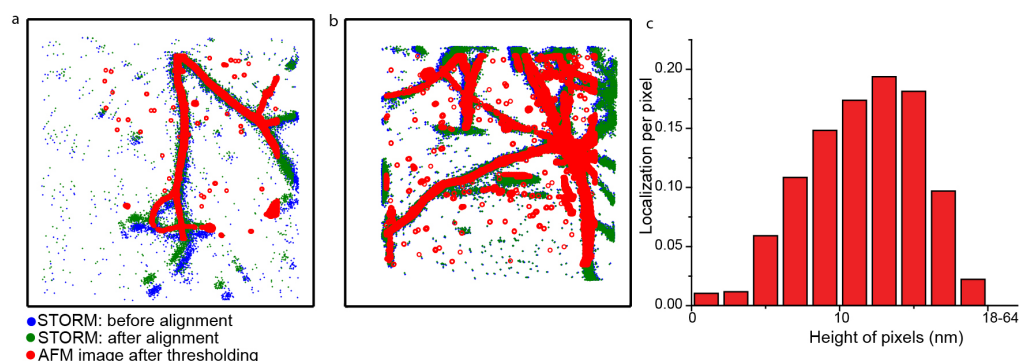 a
b
c
STORM: before alignment
STORM: after alignment
AFM image after thresholding
Localization per pixel
0.20
0.15
0.10
0.05
0.00
0
10
18-64
Height of pixels (nm)